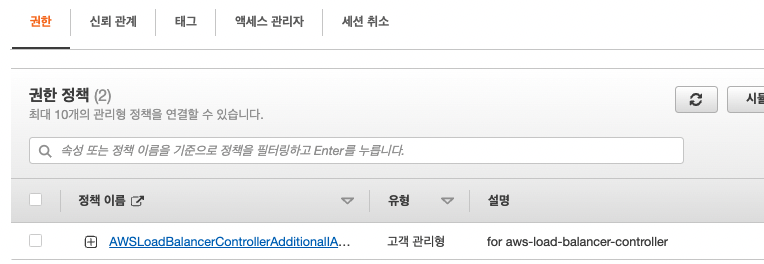 권한 신뢰 관계 태그 액세스 관리자 세션 취소
권한 정책 (2)
최대 10개의 관리형 정책을 연결할 수 있습니다.
속성 또는 정책 이름을 기준으로 정책을 필터링하고 Enter를 누릅니다.
정책 이름 유형 설명
AWSLoadBalancerControllerAdditionalIA... 고객 관리형 for aws-load-balancer-controller